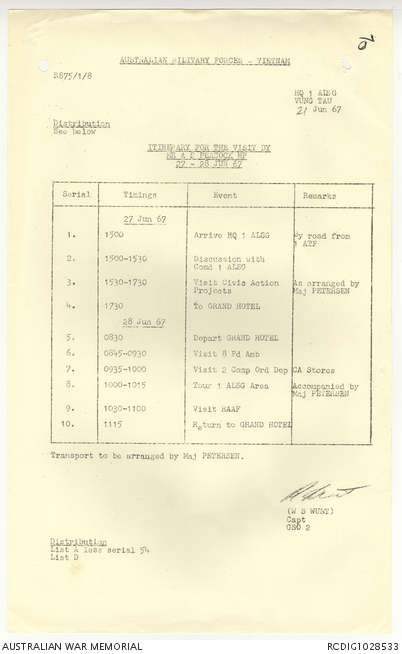 AUSTRALIAN MILITARY FORCES - VIETNAM
R875/1/8
HQ 1 ALSG
VUNG TAU
21 Jun 67
Distribution
See below
ITINERARY FOR THE VISIT BY
MR A S PEACOCK MP
27 - 28 JUN 67
Serial Timings Event Remarks
27 Jun 67
1. 1500 Arrive HQ 1 ALSG By road from
1 ATF
2. 1500-1530 Discussion with
Comd 1 ALSG
3. 1530-1730 Visit Civic Action As arranged by
Projects Maj PETERSEN
4. 1730 To GRAND HOTEL
28 Jun 67
5. 0830 Depart GRAND HOTEL
6. 0845-0930 Visit 8 Fd Amb
7. 0935-1000 Visit 2 Comp Ord Dep CA Stores
8. 1000-1015 Tour 1 ALSG Area Accompanied by
Maj PETERSEN
9. 1030-1100 Visit RAAF
10. 1115 Return to GRAND HOTEL
Transport to be arranged by Maj PETERSEN.
(W B WUNT)
Capt
GSO 2
Distribution
List A less serial 54
List D
AUSTRALIAN WAR MEMORIAL RCDIG1028533